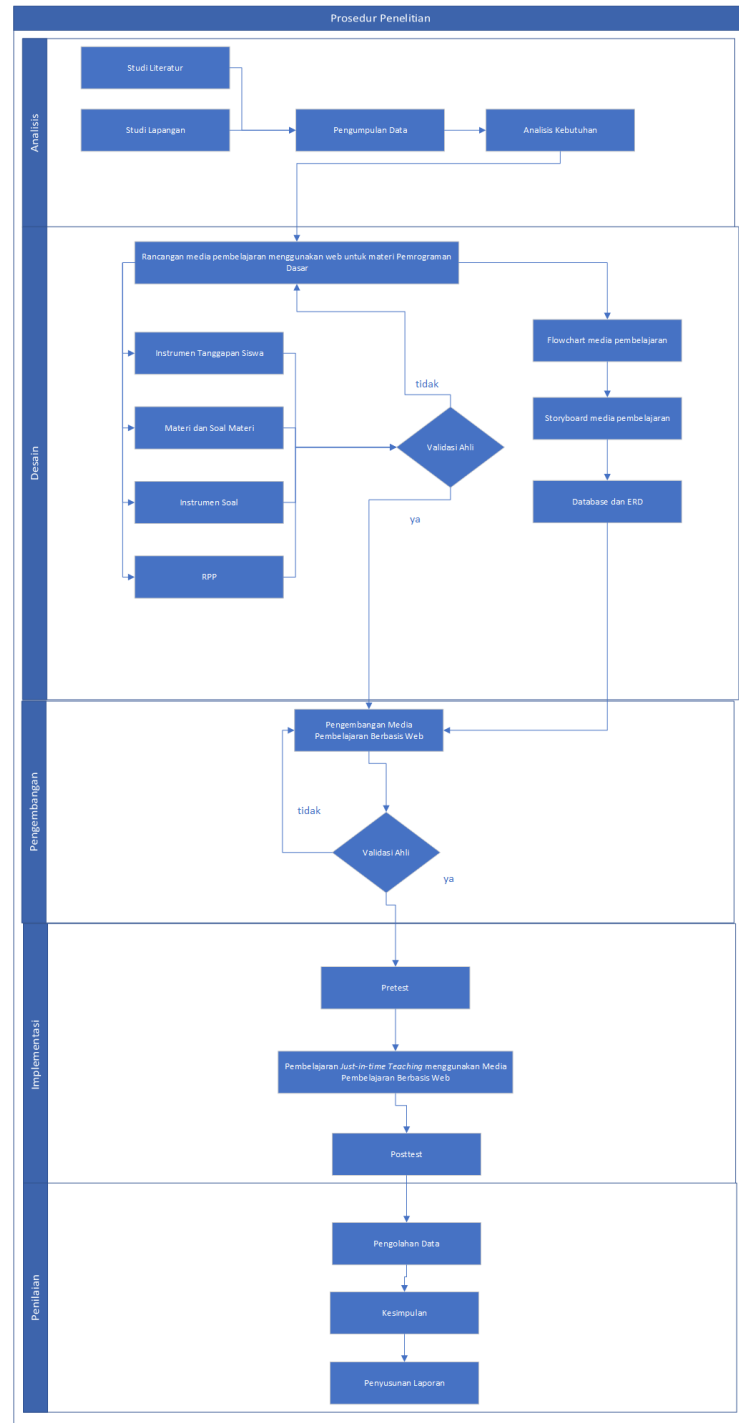 Prosedur Penelitian
Analisis
Studi Literatur
Studi Lapangan
Pengumpulan Data
Analisis Kebutuhan
Desain
Rancangan media pembelajaran menggunakan web untuk materi Pemrograman
Dasar
Instrumen Tanggapan Siswa
Materi dan Soal Materi
Instrumen Soal
RPP
tidak
Validasi Ahli
ya
Flowchart media pembelajaran
Storyboard media pembelajaran
Database dan ERD
Pengembangan
Pengembangan Media
Pembelajaran Berbasis Web
tidak
Validasi Ahli
ya
Implementasi
Pretest
Pembelajaran Just-in-time Teaching menggunakan Media
Pembelajaran Berbasis Web
Posttest
Penilaian
Pengolahan Data
Kesimpulan
Penyusunan Laporan